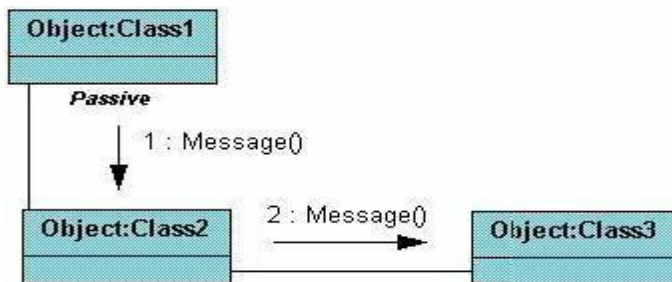 Object:Class1
Passive
1 : Message()
2 : Message()
Object:Class2
Object:Class3